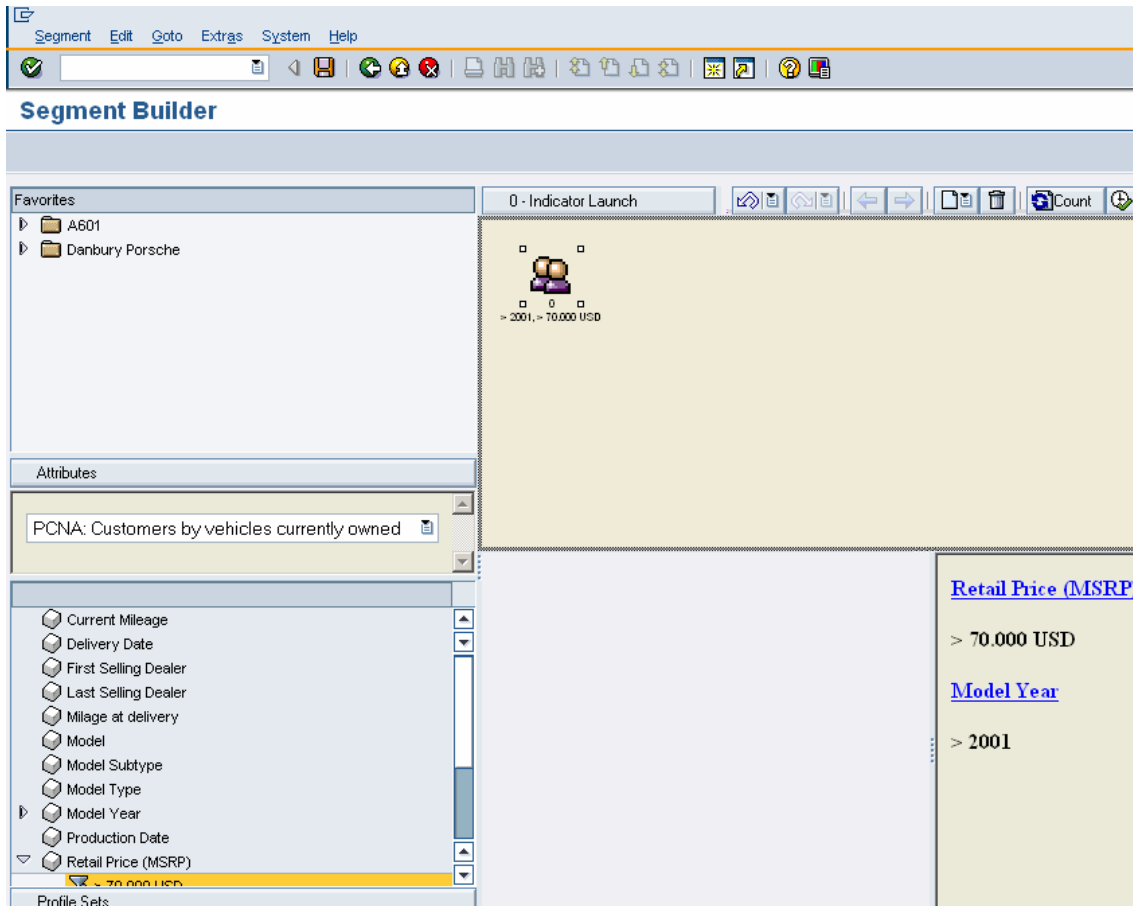 Segment Edit Goto Extras System Help
Segment Builder
Favorites
A601
Danbury Porsche
0 - Indicator Launch
Count
0
> 2001, > 70.000 USD
Attributes
PCNA: Customers by vehicles currently owned
Current Mileage
Delivery Date
First Selling Dealer
Last Selling Dealer
Milage at delivery
Model
Model Subtype
Model Type
Model Year
Production Date
Retail Price (MSRP)
> 70.000 USD
Profile Sets
Retail Price (MSRP)
> 70.000 USD
Model Year
> 2001